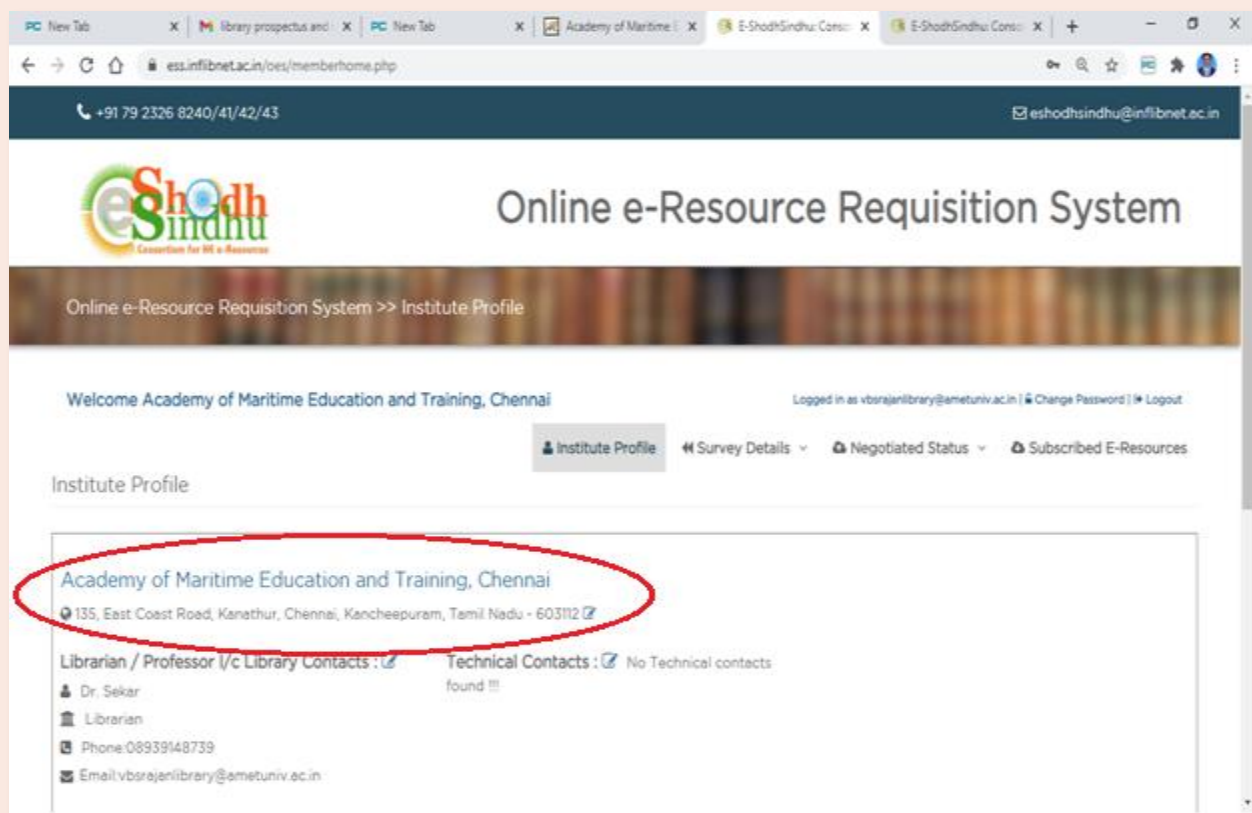 New Tab
library prospectus and
New Tab
Academy of Maritime E
E-ShodhSindhu: Conso
E-ShodhSindhu: Conso
ess.inflibnet.ac.in/oes/memberhome.php
+91 79 2326 8240/41/42/43
eshodhsindhu@inflibnet.ac.in
e Shodh
Sindhu
Consortium for HE e-Resources
Online e-Resource Requisition System
Online e-Resource Requisition System >> Institute Profile
Welcome Academy of Maritime Education and Training, Chennai
Logged in as vbsrajanlibrary@ametuniv.ac.in | Change Password | Logout
Institute Profile Survey Details Negotiated Status Subscribed E-Resources
Institute Profile
Academy of Maritime Education and Training, Chennai
135, East Coast Road, Kanathur, Chennai, Kancheepuram, Tamil Nadu - 603112
Librarian / Professor I/c Library Contacts :
Dr. Sekar
Librarian
Phone:08939148739
Email:vbsrajanlibrary@ametuniv.ac.in
Technical Contacts : No Technical contacts
found !!!